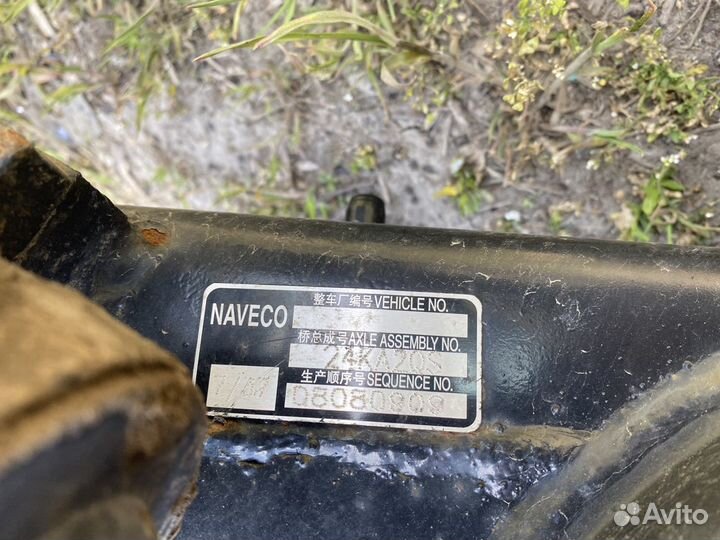 整车厂编号 VEHICLE NO.
NAVECO
桥总成号 AXLE ASSEMBLY NO.
24KA20S
生产顺序号 SEQUENCE NO.
08080909
Avito